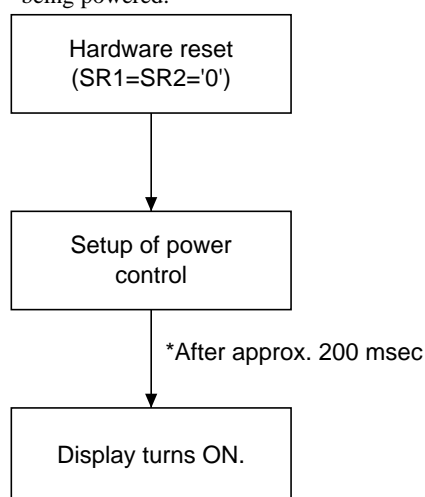 being powered.
Hardware reset
(SR1=SR2='0')
Setup of power
control
*After approx. 200 msec
Display turns ON.